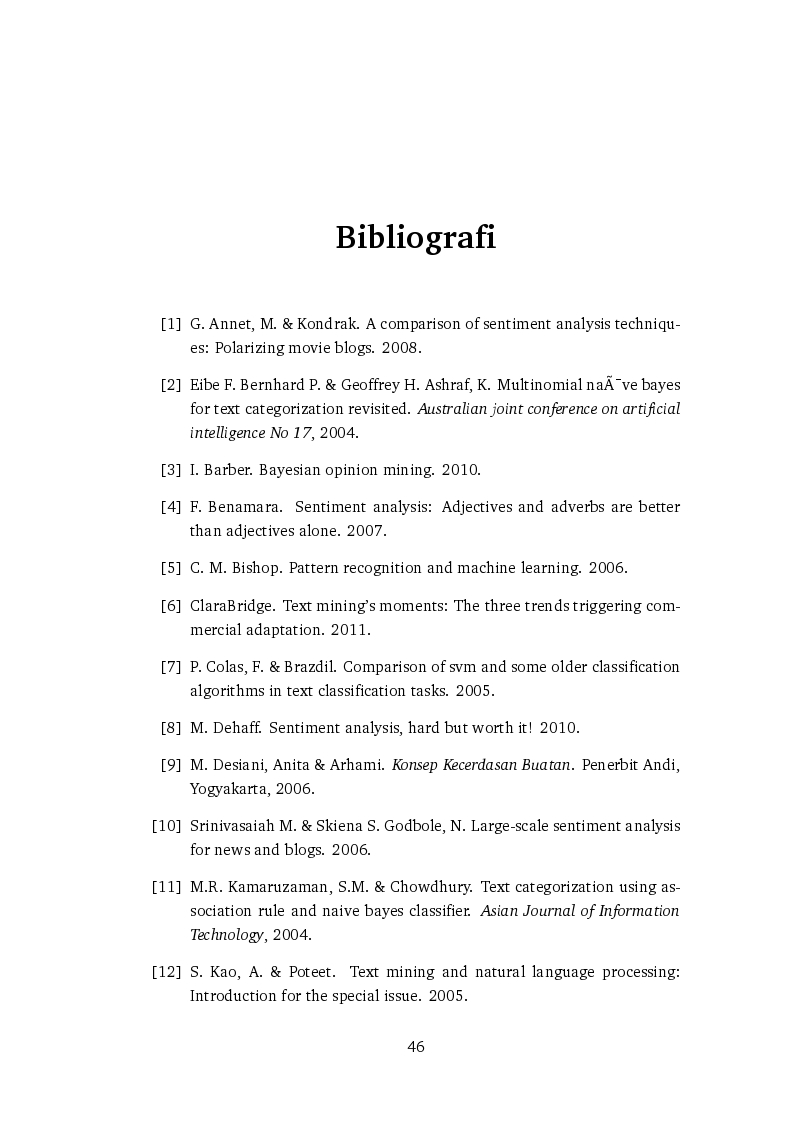 Bibliografi
[1] G. Annet, M. & Kondrak. A comparison of sentiment analysis techniqu-
es: Polarizing movie blogs. 2008.
[2] Eibe F. Bernhard P. & Geoffrey H. Ashraf, K. Multinomial naÃ¯ve bayes
for text categorization revisited. Australian joint conference on artificial
intelligence No 17, 2004.
[3] I. Barber. Bayesian opinion mining. 2010.
[4] F. Benamara. Sentiment analysis: Adjectives and adverbs are better
than adjectives alone. 2007.
[5] C. M. Bishop. Pattern recognition and machine learning. 2006.
[6] ClaraBridge. Text mining's moments: The three trends triggering com-
mercial adaptation. 2011.
[7] P. Colas, F. & Brazdil. Comparison of svm and some older classification
algorithms in text classification tasks. 2005.
[8] M. Dehaff. Sentiment analysis, hard but worth it! 2010.
[9] M. Desiani, Anita & Arhami. Konsep Kecerdasan Buatan. Penerbit Andi,
Yogyakarta, 2006.
[10] Srinivasaiah M. & Skiena S. Godbole, N. Large-scale sentiment analysis
for news and blogs. 2006.
[11] M.R. Kamaruzaman, S.M. & Chowdhury. Text categorization using as-
sociation rule and naive bayes classifier. Asian Journal of Information
Technology, 2004.
[12] S. Kao, A. & Poteet. Text mining and natural language processing:
Introduction for the special issue. 2005.
46